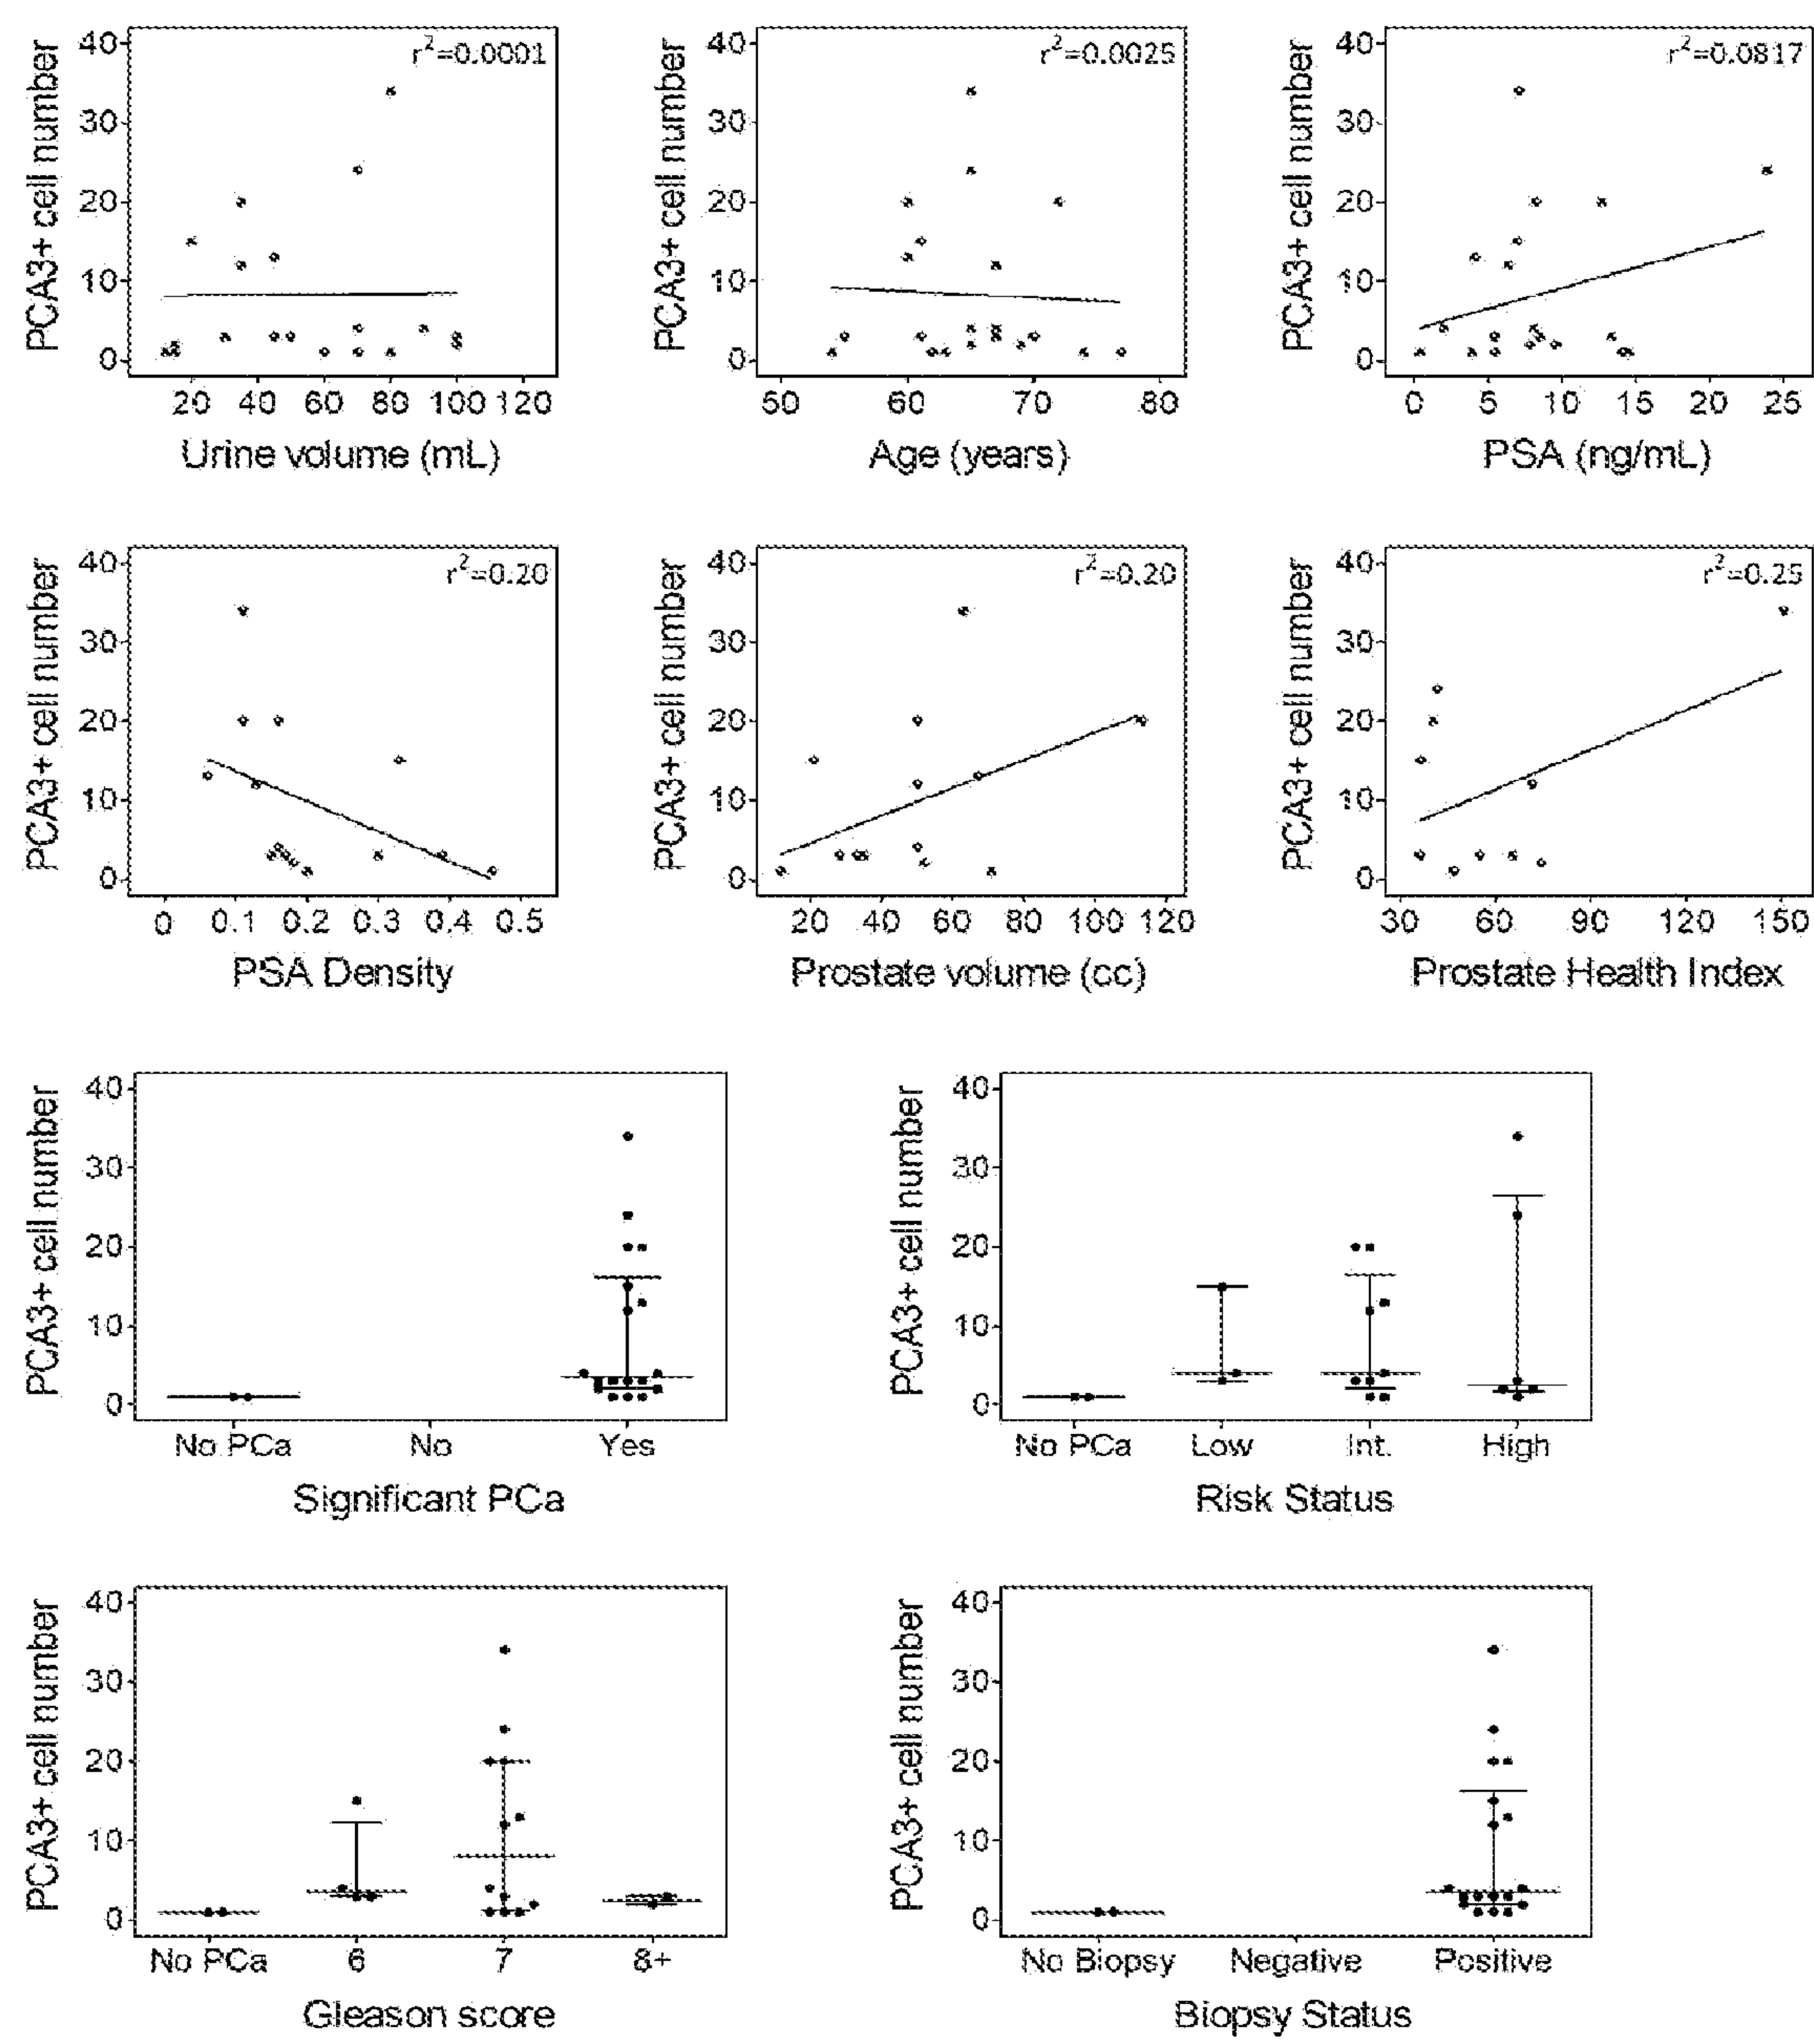 PCA3+ cell number
40
30
20
10
0
r²=0.0001
20 40 60 80 100 120
Urine volume (mL)
PCA3+ cell number
40
30
20
10
0
r²=0.0025
50 60 70 80
Age (years)
PCA3+ cell number
40
30
20
10
0
r²=0.0817
0 5 10 15 20 25
PSA (ng/mL)
PCA3+ cell number
40
30
20
10
0
r²=0.20
0 0.1 0.2 0.3 0.4 0.5
PSA Density
PCA3+ cell number
40
30
20
10
0
r²=0.20
20 40 60 80 100 120
Prostate volume (cc)
PCA3+ cell number
40
30
20
10
0
r²=0.25
30 60 90 120 150
Prostate Health Index
PCA3+ cell number
40
30
20
10
0
No PCa No Yes
Significant PCa
PCA3+ cell number
40
30
20
10
0
No PCa Low Int. High
Risk Status
PCA3+ cell number
40
30
20
10
0
No PCa 6 7 8+
Gleason score
PCA3+ cell number
40
30
20
10
0
No Biopsy Negative Positive
Biopsy Status